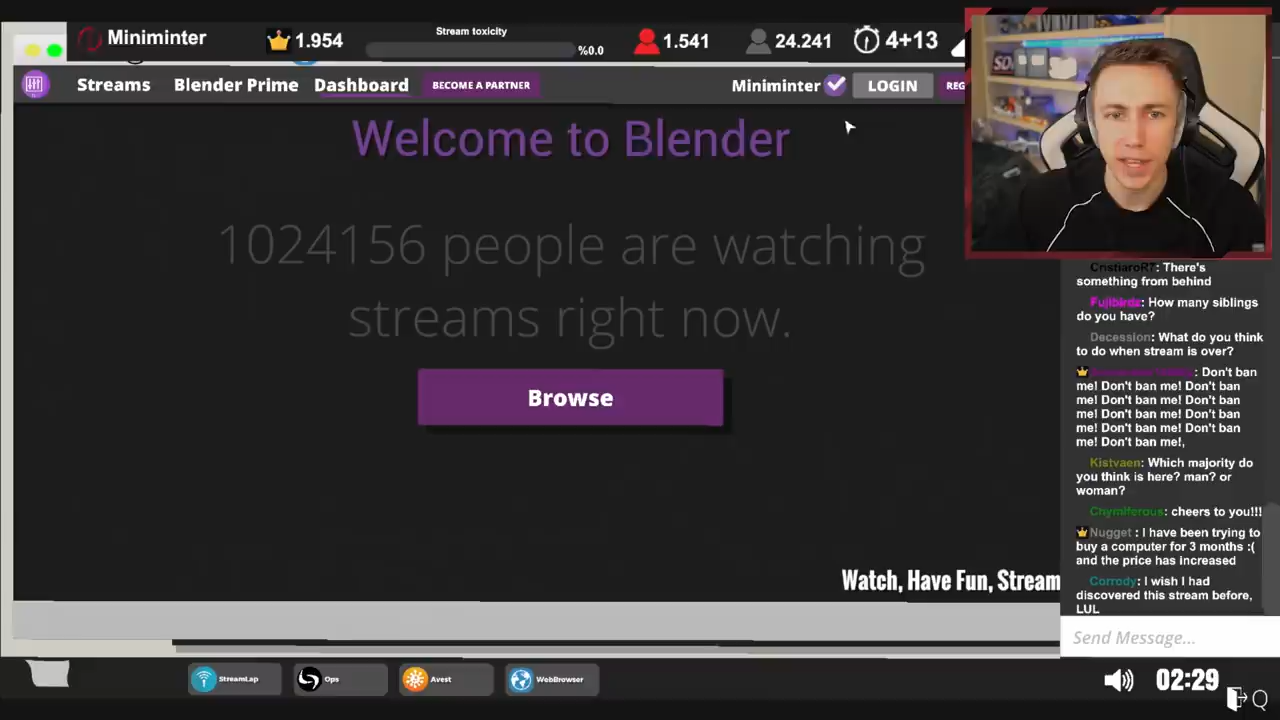 Miniminter
1.954
Stream toxicity
%0.0
1.541
24.241
4+13
Streams
Blender Prime
Dashboard
BECOME A PARTNER
Miniminter
LOGIN
REG
Welcome to Blender
1024156 people are watching
streams right now.
Browse
Watch, Have Fun, Stream
CristiaroR7: There's
something from behind
Fujibirdz: How many siblings
do you have?
Decession: What do you think
to do when stream is over?
: Don't ban
me! Don't ban me! Don't ban
me! Don't ban me! Don't ban
me! Don't ban me! Don't ban
me! Don't ban me! Don't ban
me! Don't ban me!,
Kistvaen: Which majority do
you think is here? man? or
woman?
Chymiferous: cheers to you!!!
Nugget : I have been trying to
buy a computer for 3 months :(
and the price has increased
Corrody: I wish I had
discovered this stream before,
LUL
Send Message...
StreamLap
Ops
Avest
WebBrowser
02:29
Q